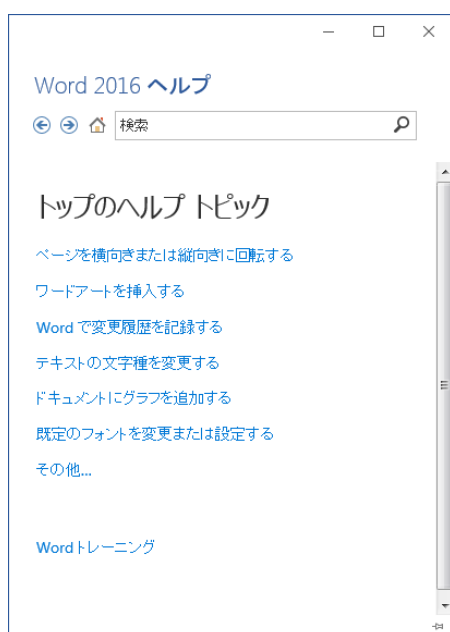 Word 2016 ヘルプ
検索
トップのヘルプ トピック
ページを横向きまたは縦向きに回転する
ワードアートを挿入する
Word で変更履歴を記録する
テキストの文字種を変更する
ドキュメントにグラフを追加する
既定のフォントを変更または設定する
その他...
Word トレーニング